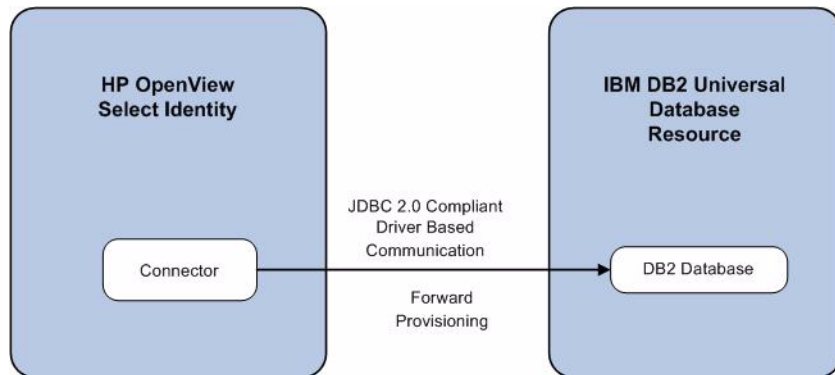 HP OpenView
Select Identity
IBM DB2 Universal
Database
Resource
JDBC 2.0 Compliant
Driver Based
Communication
Connector
DB2 Database
Forward
Provisioning